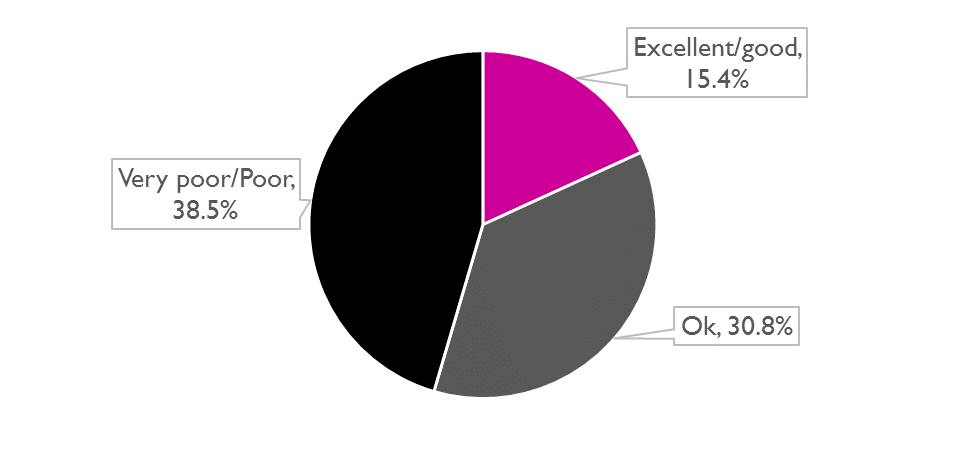 Excellent/good,
15.4%
Very poor/Poor,
38.5%
Ok, 30.8%